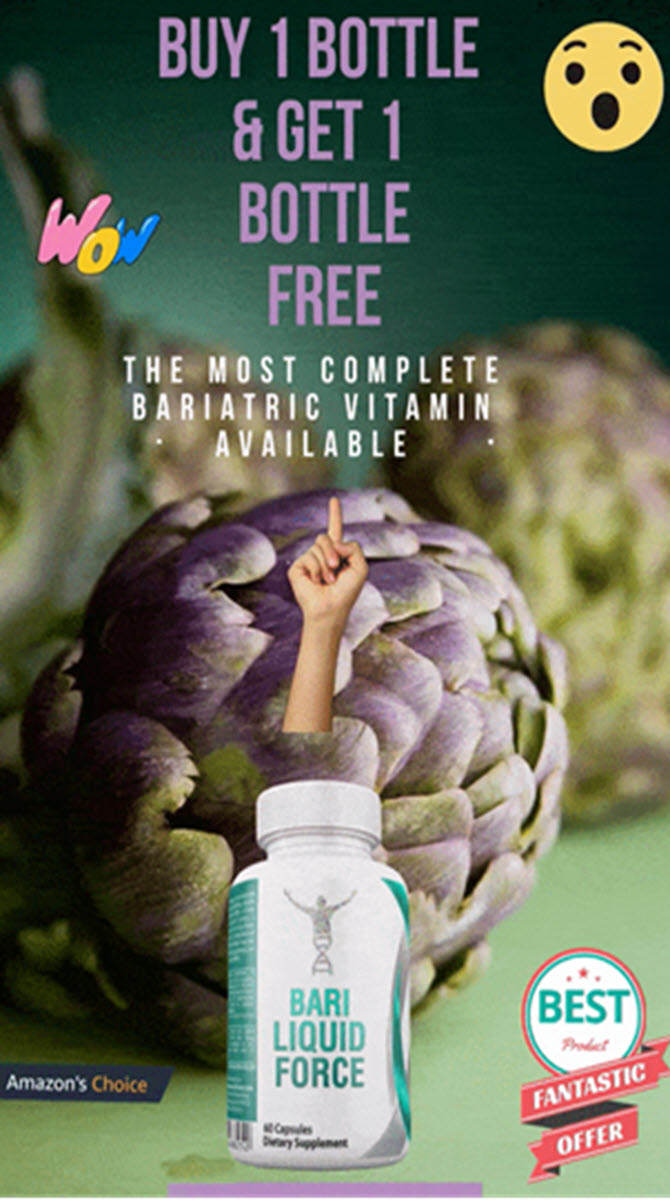 BUY 1 BOTTLE
& GET 1
BOTTLE
FREE
WOW
THE MOST COMPLETE
BARIATRIC VITAMIN
· AVAILABLE ·
BARI
LIQUID
FORCE
60 Capsules
Dietary Supplement
Amazon's Choice
BEST
Product
FANTASTIC
OFFER